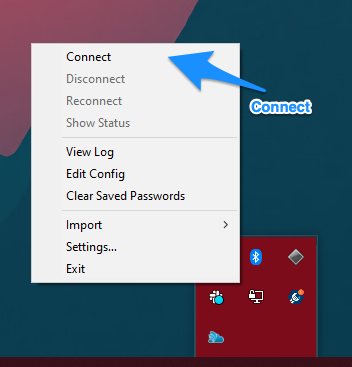 Connect
Disconnect
Reconnect
Show Status
View Log
Edit Config
Clear Saved Passwords
Import
Settings...
Exit
Connect